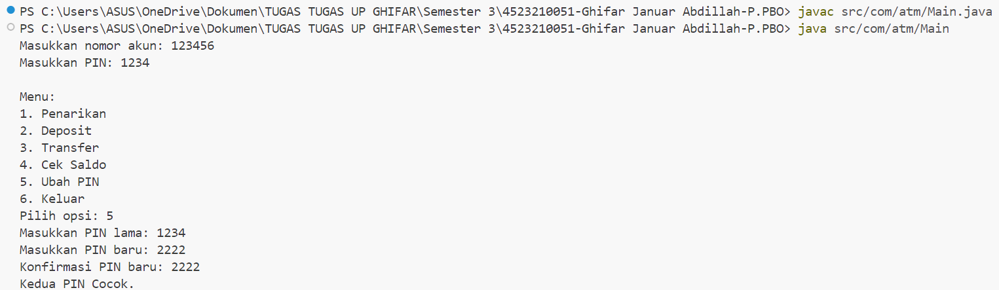 PS C:\Users\ASUS\OneDrive\Dokumen\TUGAS TUGAS UP GHIFAR\Semester 3\4523210051-Ghifar Januar Abdillah-P.PBO> javac src/com/atm/Main.java
PS C:\Users\ASUS\OneDrive\Dokumen\TUGAS TUGAS UP GHIFAR\Semester 3\4523210051-Ghifar Januar Abdillah-P.PBO> java src/com/atm/Main
Masukkan nomor akun: 123456
Masukkan PIN: 1234

Menu:
1. Penarikan
2. Deposit
3. Transfer
4. Cek Saldo
5. Ubah PIN
6. Keluar
Pilih opsi: 5
Masukkan PIN lama: 1234
Masukkan PIN baru: 2222
Konfirmasi PIN baru: 2222
Kedua PIN Cocok.